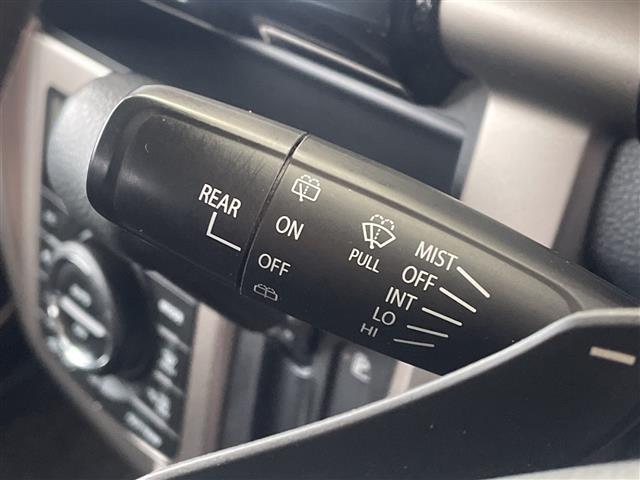 REAR
ON
OFF
PULL
MIST
OFF
INT
LO
HI